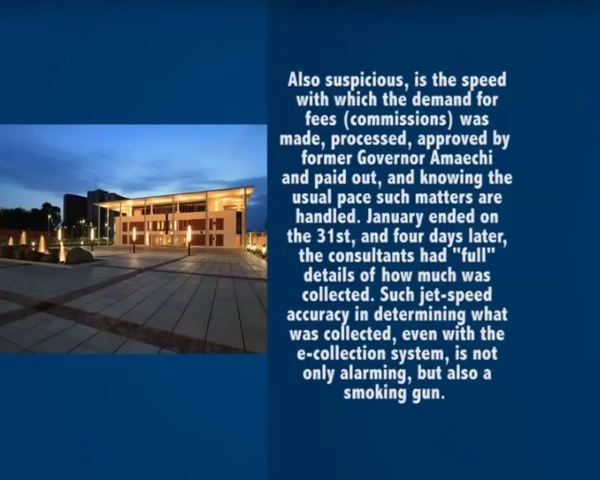 Also suspicious, is the speed
with which the demand for
fees (commissions) was
made, processed, approved by
former Governor Amaechi
and paid out, and knowing the
usual pace such matters are
handled. January ended on
the 31st, and four days later,
the consultants had "full"
details of how much was
collected. Such jet-speed
accuracy in determining what
was collected, even with the
e-collection system, is not
only alarming, but also a
smoking gun.